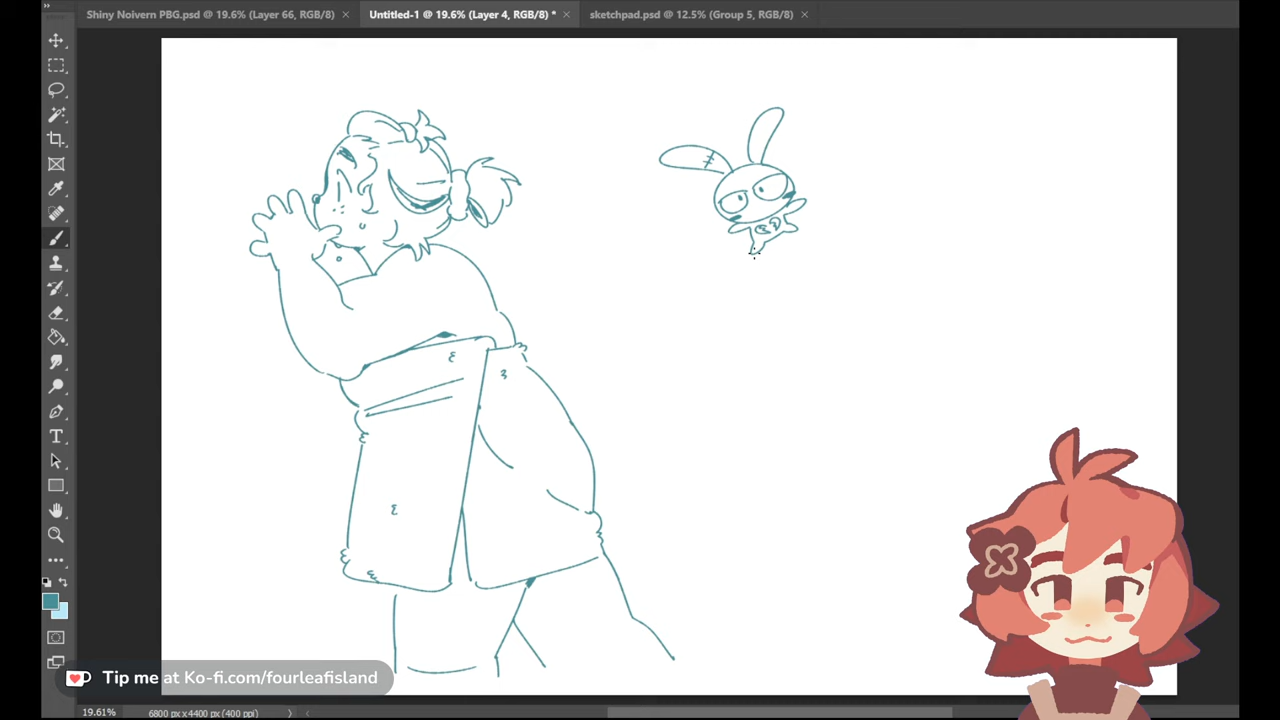 Shiny Noivern PBG.psd @ 19.6% (Layer 66, RGB/8) ×
Untitled-1 @ 19.6% (Layer 4, RGB/8) * ×
sketchpad.psd @ 12.5% (Group 5, RGB/8) ×
Tip me at Ko-fi.com/fourleafisland
19.61% 6800 px x 4400 px (400 ppi)